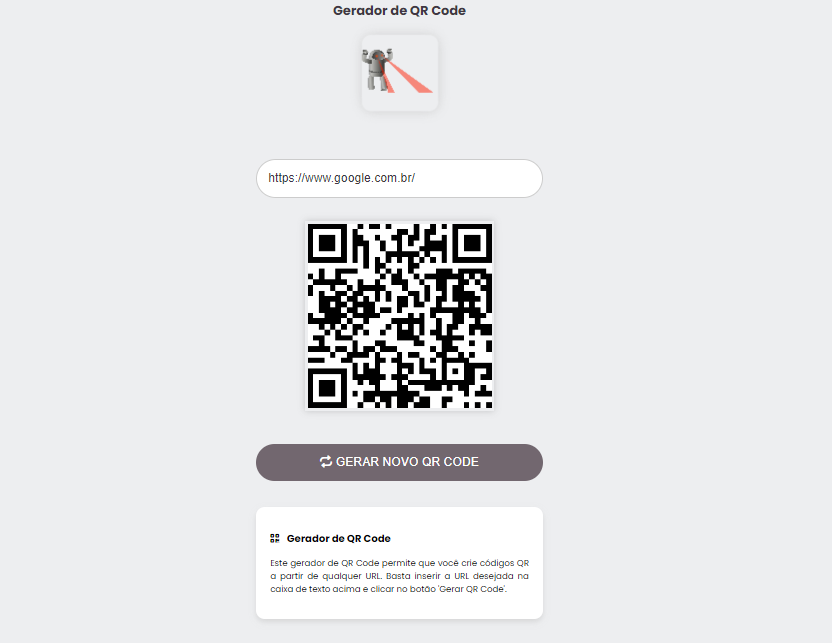 Gerador de QR Code
https://www.google.com.br/
GERAR NOVO QR CODE
Gerador de QR Code
Este gerador de QR Code permite que você crie códigos QR
a partir de qualquer URL. Basta inserir a URL desejada na
caixa de texto acima e clicar no botão 'Gerar QR Code'.